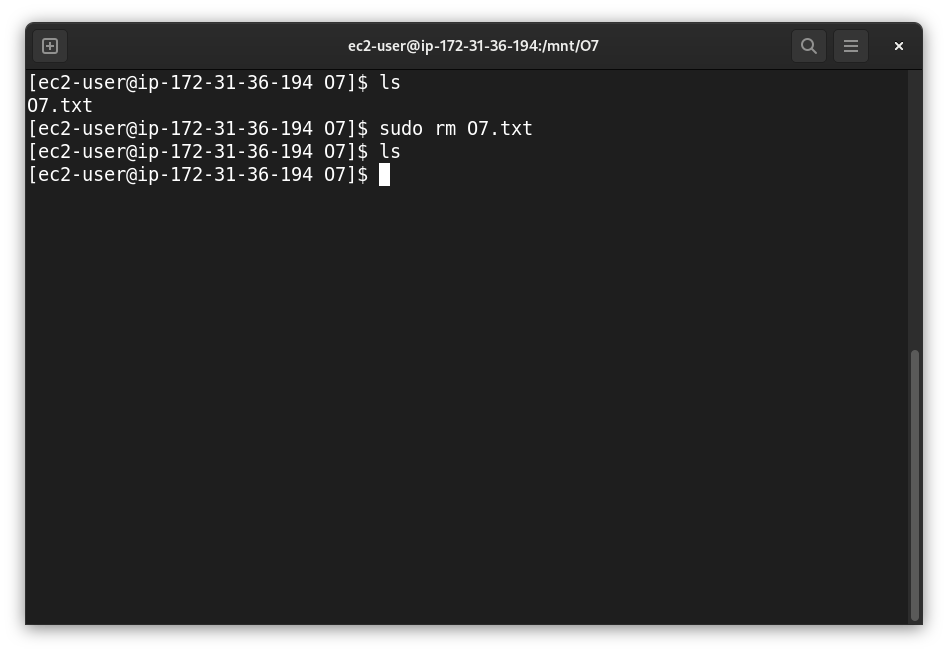 ec2-user@ip-172-31-36-194:/mnt/O7
[ec2-user@ip-172-31-36-194 O7]$ ls
O7.txt
[ec2-user@ip-172-31-36-194 O7]$ sudo rm O7.txt
[ec2-user@ip-172-31-36-194 O7]$ ls
[ec2-user@ip-172-31-36-194 O7]$